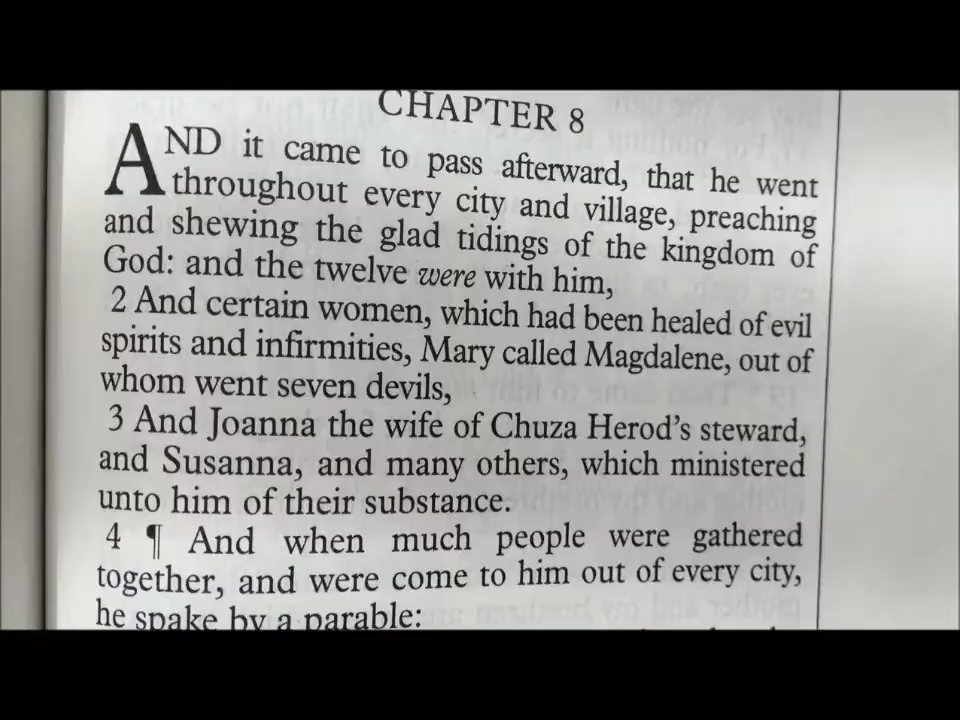 CHAPTER 8
AND it came to pass afterward, that he went
throughout every city and village, preaching
and shewing the glad tidings of the kingdom of
God: and the twelve were with him,
2 And certain women, which had been healed of evil
spirits and infirmities, Mary called Magdalene, out of
whom went seven devils,
3 And Joanna the wife of Chuza Herod's steward,
and Susanna, and many others, which ministered
unto him of their substance.
4 ¶ And when much people were gathered
together, and were come to him out of every city,
he spake by a parable: